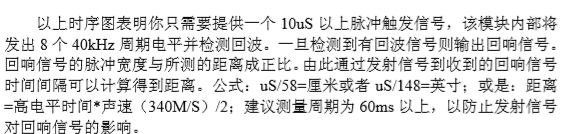 以上时序图表明你只需要提供一个 10uS 以上脉冲触发信号，该模块内部将
发出 8 个 40kHz 周期电平并检测回波。一旦检测到有回波信号则输出回响信号。
回响信号的脉冲宽度与所测的距离成正比。由此通过发射信号到收到的回响信号
时间间隔可以计算得到距离。公式：uS/58=厘米或者 uS/148=英寸；或是：距离
=高电平时间*声速（340M/S）/2；建议测量周期为 60ms 以上，以防止发射信号
对回响信号的影响。